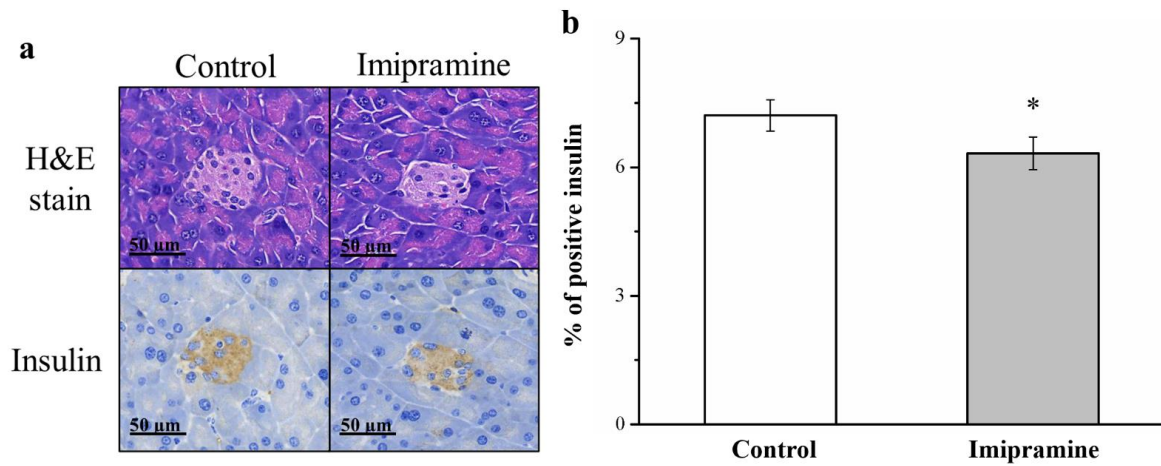 a
Control Imipramine
H&E
stain
50 µm 50 µm
Insulin
50 µm 50 µm
b
% of positive insulin
9
6
3
0
*
Control Imipramine